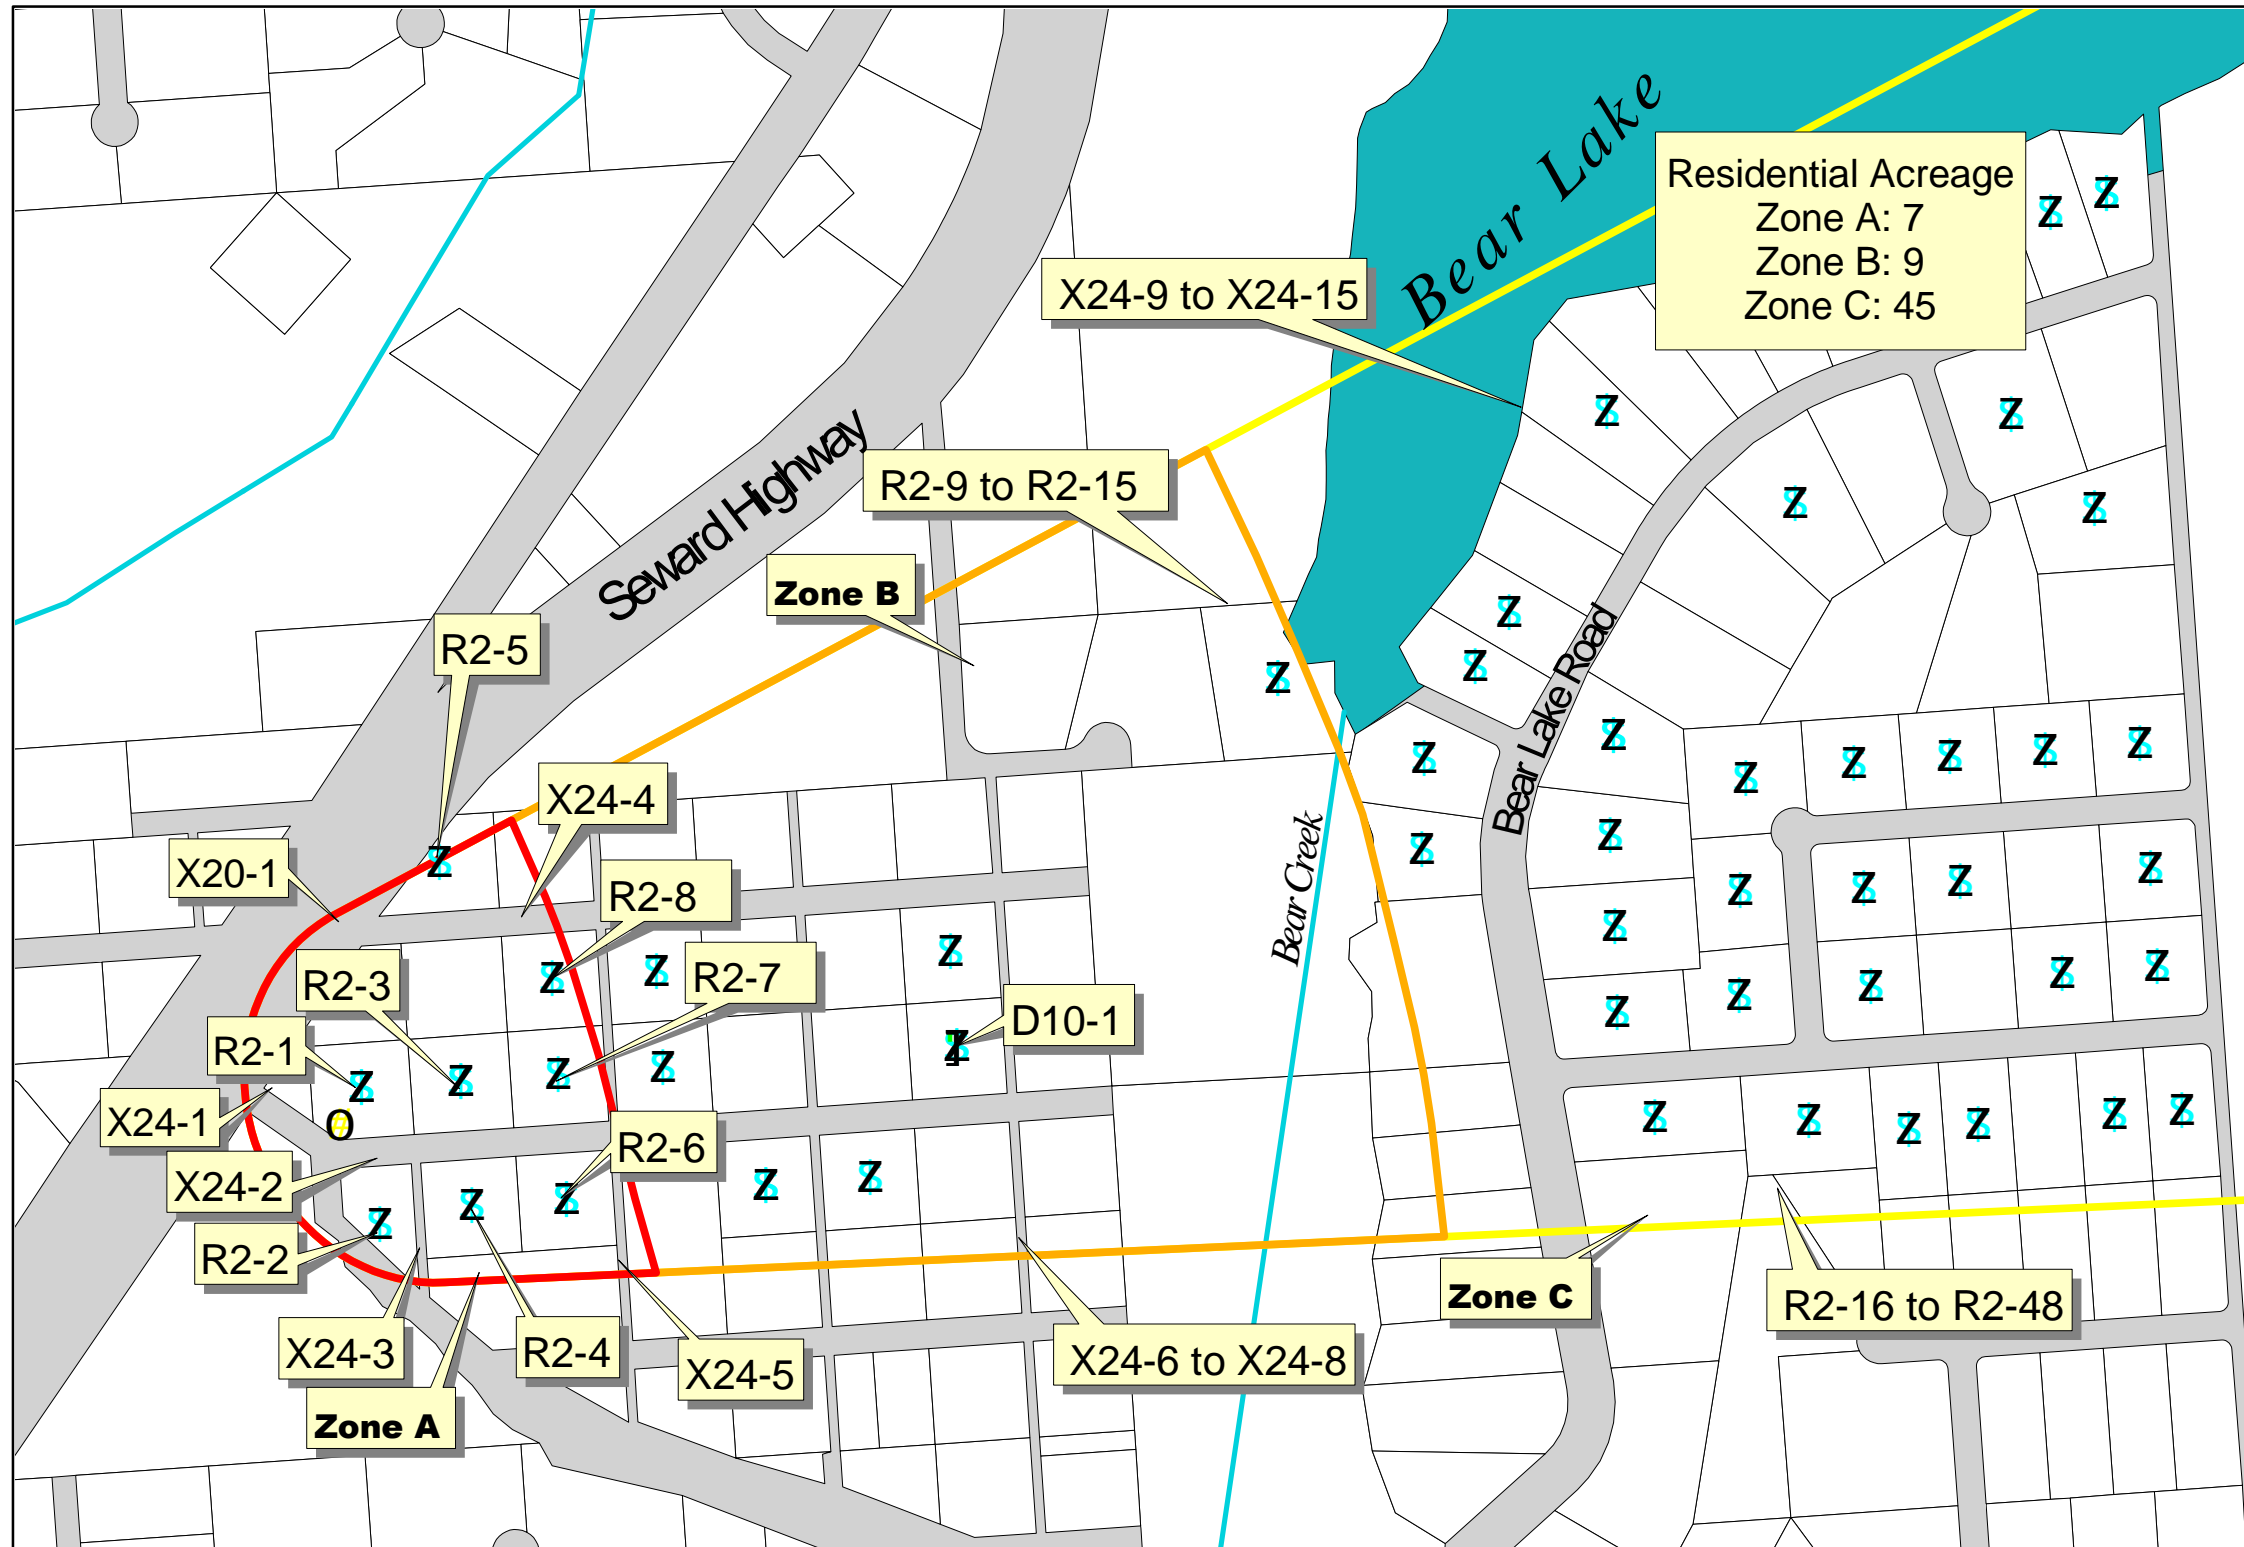 Bear Lake
Residential Acreage
Zone A: 7
Zone B: 9
Zone C: 45
X24-9 to X24-15
Seward Highway
R2-9 to R2-15
Zone B
R2-5
Bear Lake Road
X24-4
X20-1
R2-8
Bear Creek
R2-3
R2-7
D10-1
R2-1
X24-1
R2-6
X24-2
R2-2
Zone C
R2-16 to R2-48
X24-3
R2-4
X24-5
X24-6 to X24-8
Zone A